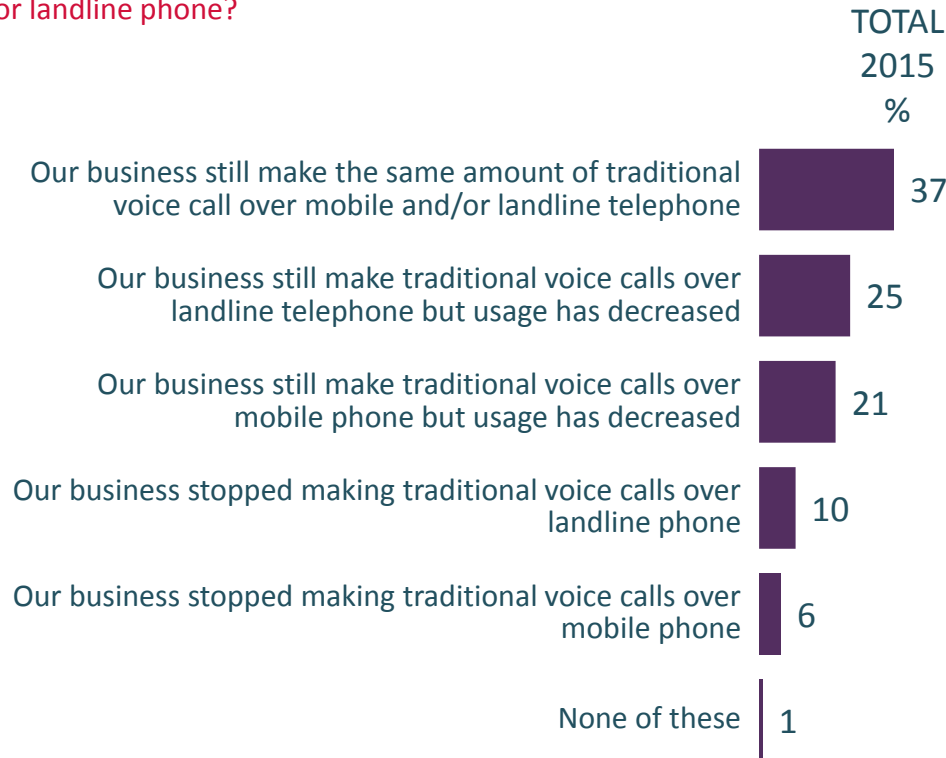 or landline phone?
TOTAL
2015
%
Our business still make the same amount of traditional
voice call over mobile and/or landline telephone
37
Our business still make traditional voice calls over
landline telephone but usage has decreased
25
Our business still make traditional voice calls over
mobile phone but usage has decreased
21
Our business stopped making traditional voice calls over
landline phone
10
Our business stopped making traditional voice calls over
mobile phone
6
None of these
1